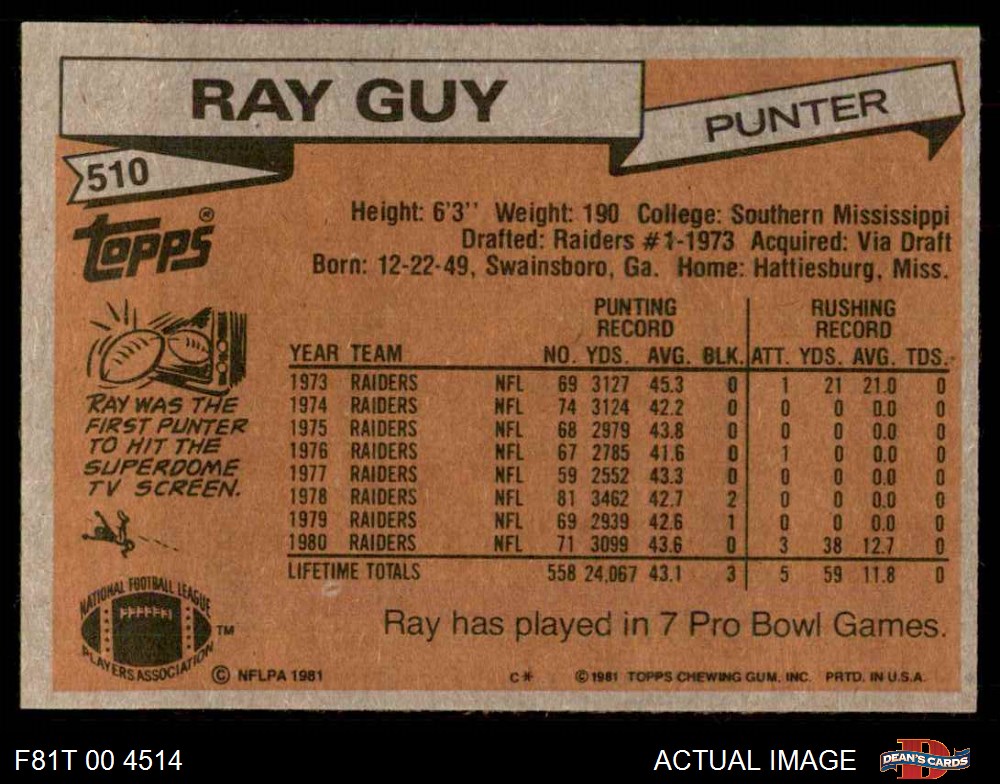 RAY GUY
PUNTER
510
Topps®
Height: 6'3'' Weight: 190 College: Southern Mississippi
Drafted: Raiders #1-1973 Acquired: Via Draft
Born: 12-22-49, Swainsboro, Ga. Home: Hattiesburg, Miss.
PUNTING RUSHING
RECORD RECORD
YEAR TEAM NO. YDS. AVG. BLK. ATT. YDS. AVG. TDS.
1973 RAIDERS NFL 69 3127 45.3 0 1 21 21.0 0
1974 RAIDERS NFL 74 3124 42.2 0 0 0 0.0 0
1975 RAIDERS NFL 68 2979 43.8 0 0 0 0.0 0
1976 RAIDERS NFL 67 2785 41.6 0 1 0 0.0 0
1977 RAIDERS NFL 59 2552 43.3 0 0 0 0.0 0
1978 RAIDERS NFL 81 3462 42.7 2 0 0 0.0 0
1979 RAIDERS NFL 69 2939 42.6 1 0 0 0.0 0
1980 RAIDERS NFL 71 3099 43.6 0 3 38 12.7 0
LIFETIME TOTALS 558 24,067 43.1 3 5 59 11.8 0
RAY WAS THE
FIRST PUNTER
TO HIT THE
SUPERDOME
TV SCREEN.
Ray has played in 7 Pro Bowl Games.
NATIONAL FOOTBALL LEAGUE
PLAYERS ASSOCIATION
TM
© NFLPA 1981 C* ©1981 TOPPS CHEWING GUM, INC. PRTD. IN U.S.A.
F81T 00 4514 ACTUAL IMAGE
D
DEAN'S CARDS